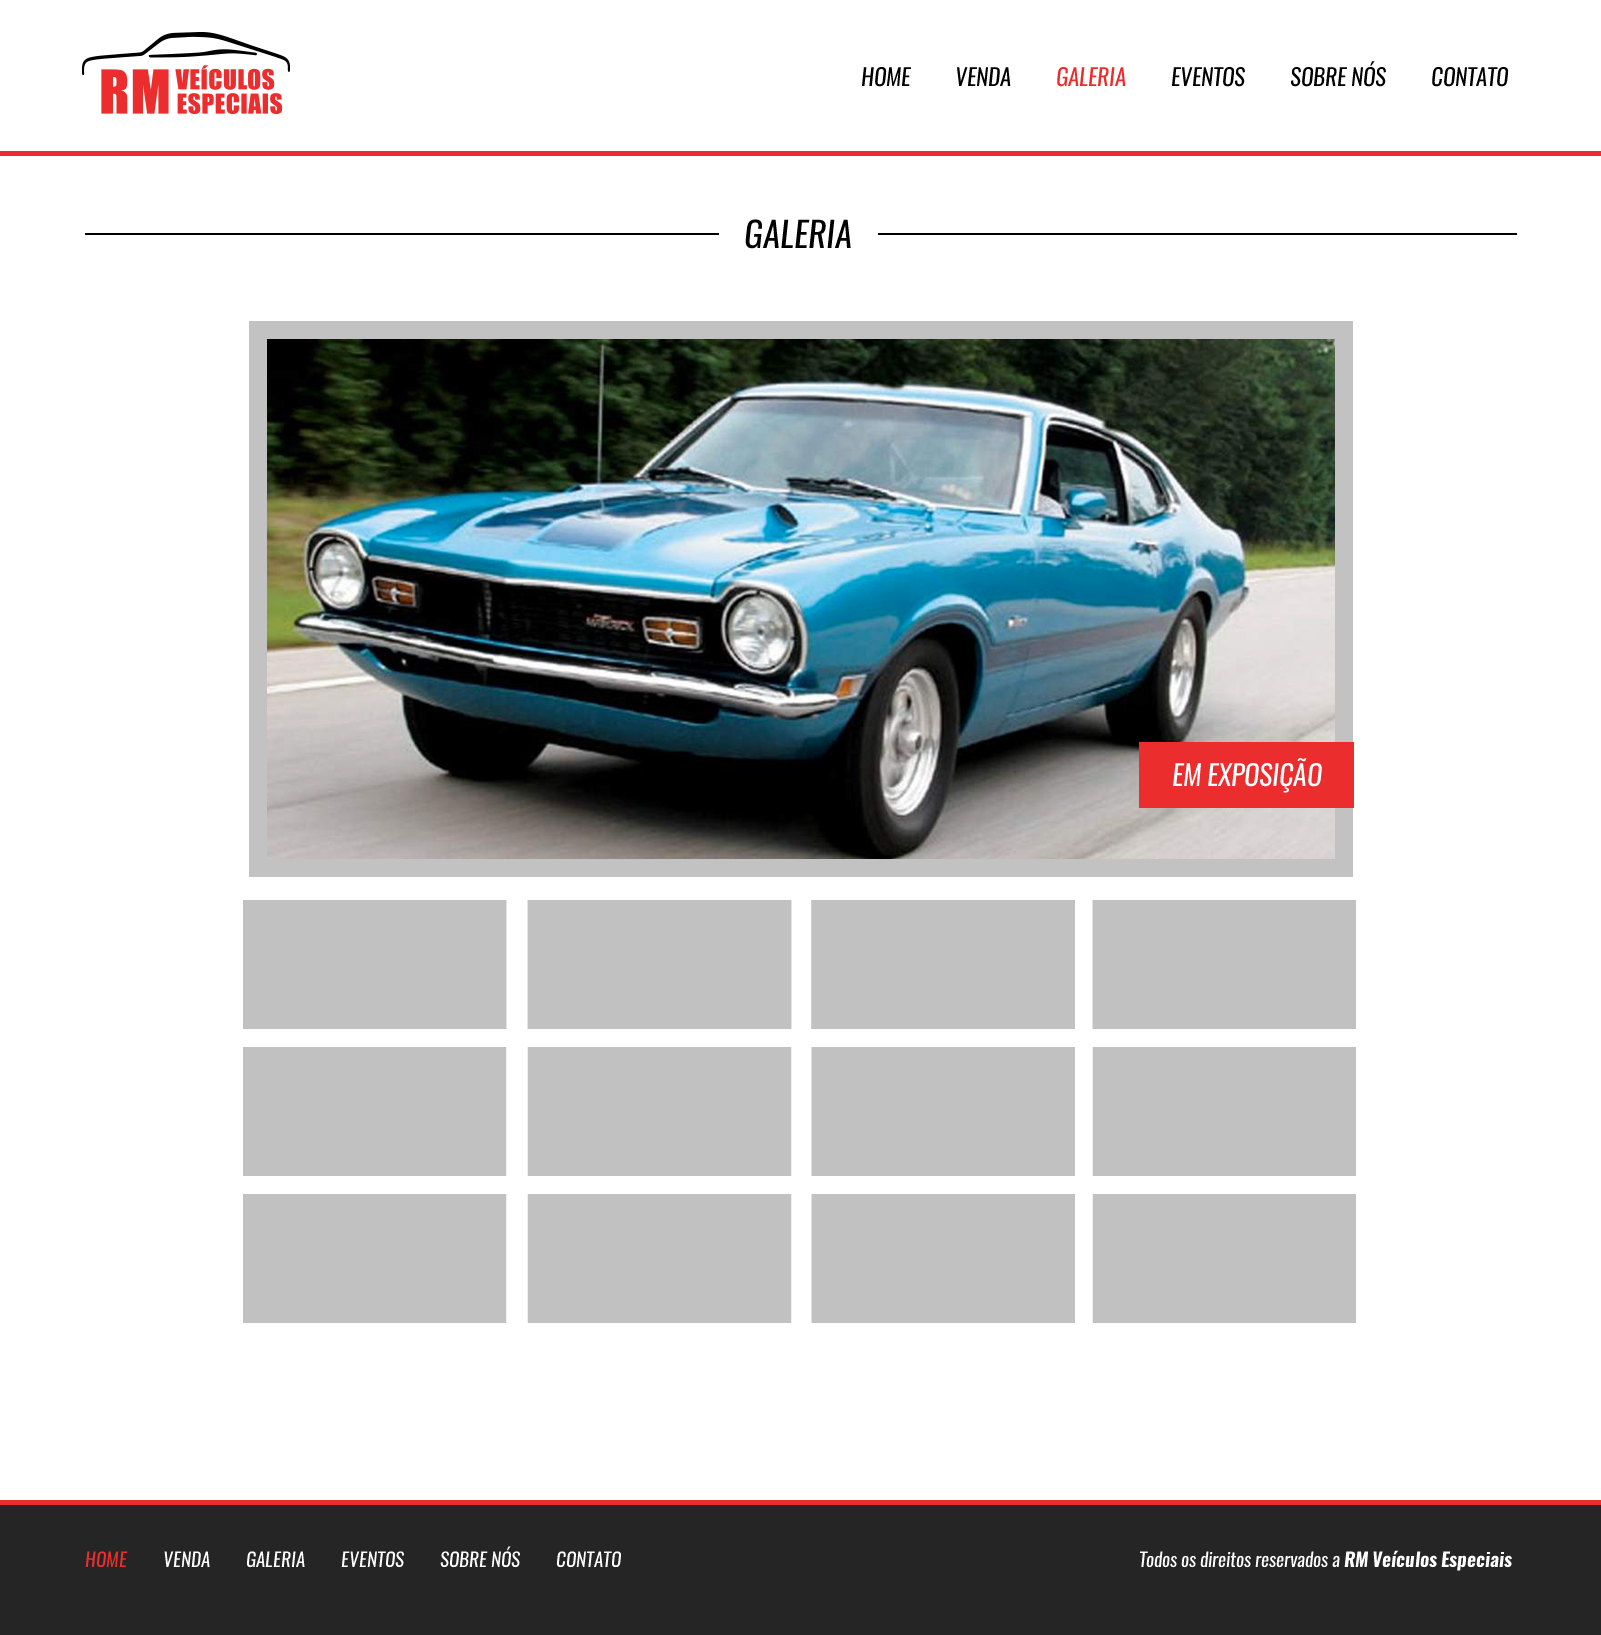 RM VEÍCULOS
ESPECIAIS
HOME VENDA GALERIA EVENTOS SOBRE NÓS CONTATO
GALERIA
EM EXPOSIÇÃO
HOME VENDA GALERIA EVENTOS SOBRE NÓS CONTATO
Todos os direitos reservados a RM Veículos Especiais